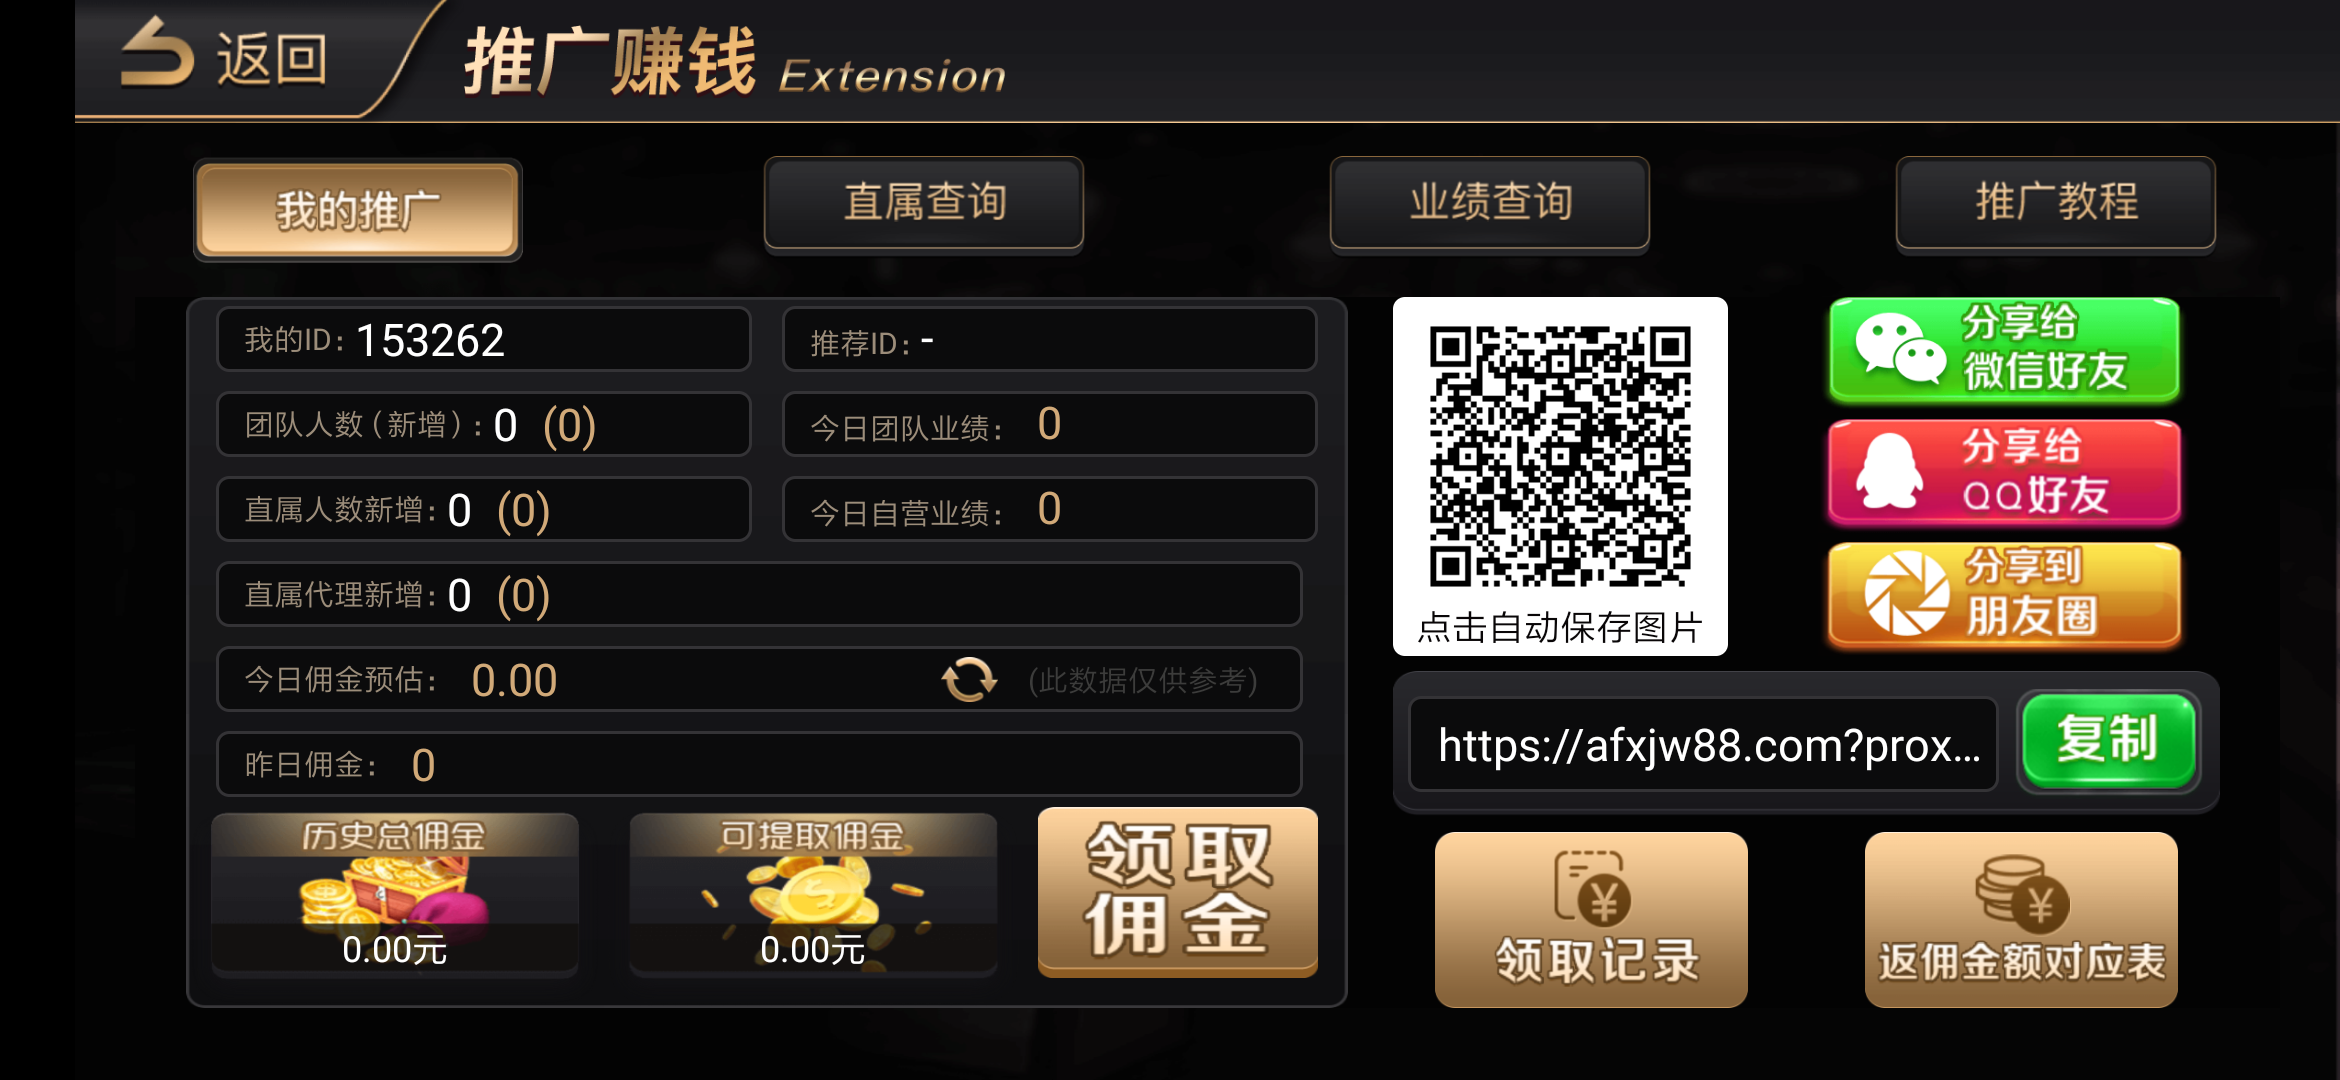 返回
推广赚钱 Extension
我的推广
直属查询
业绩查询
推广教程
我的ID: 153262
推荐ID: -
团队人数(新增): 0 (0)
今日团队业绩: 0
直属人数新增: 0 (0)
今日自营业绩: 0
直属代理新增: 0 (0)
今日佣金预估: 0.00
(此数据仅供参考)
昨日佣金: 0
历史总佣金
0.00元
可提取佣金
0.00元
领取
佣金
点击自动保存图片
分享给
微信好友
分享给
QQ好友
分享到
朋友圈
https://afxjw88.com?prox...
复制
领取记录
返佣金额对应表